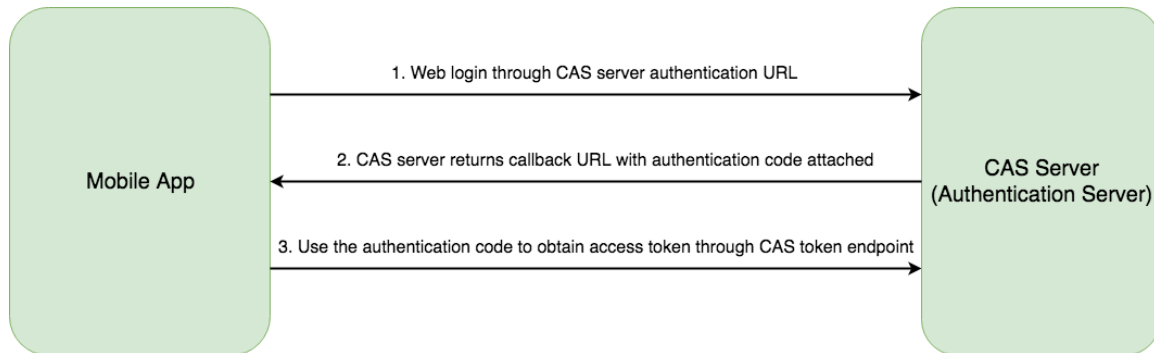 1. Web login through CAS server authentication URL
2. CAS server returns callback URL with authentication code attached
Mobile App
CAS Server
(Authentication Server)
3. Use the authentication code to obtain access token through CAS token endpoint